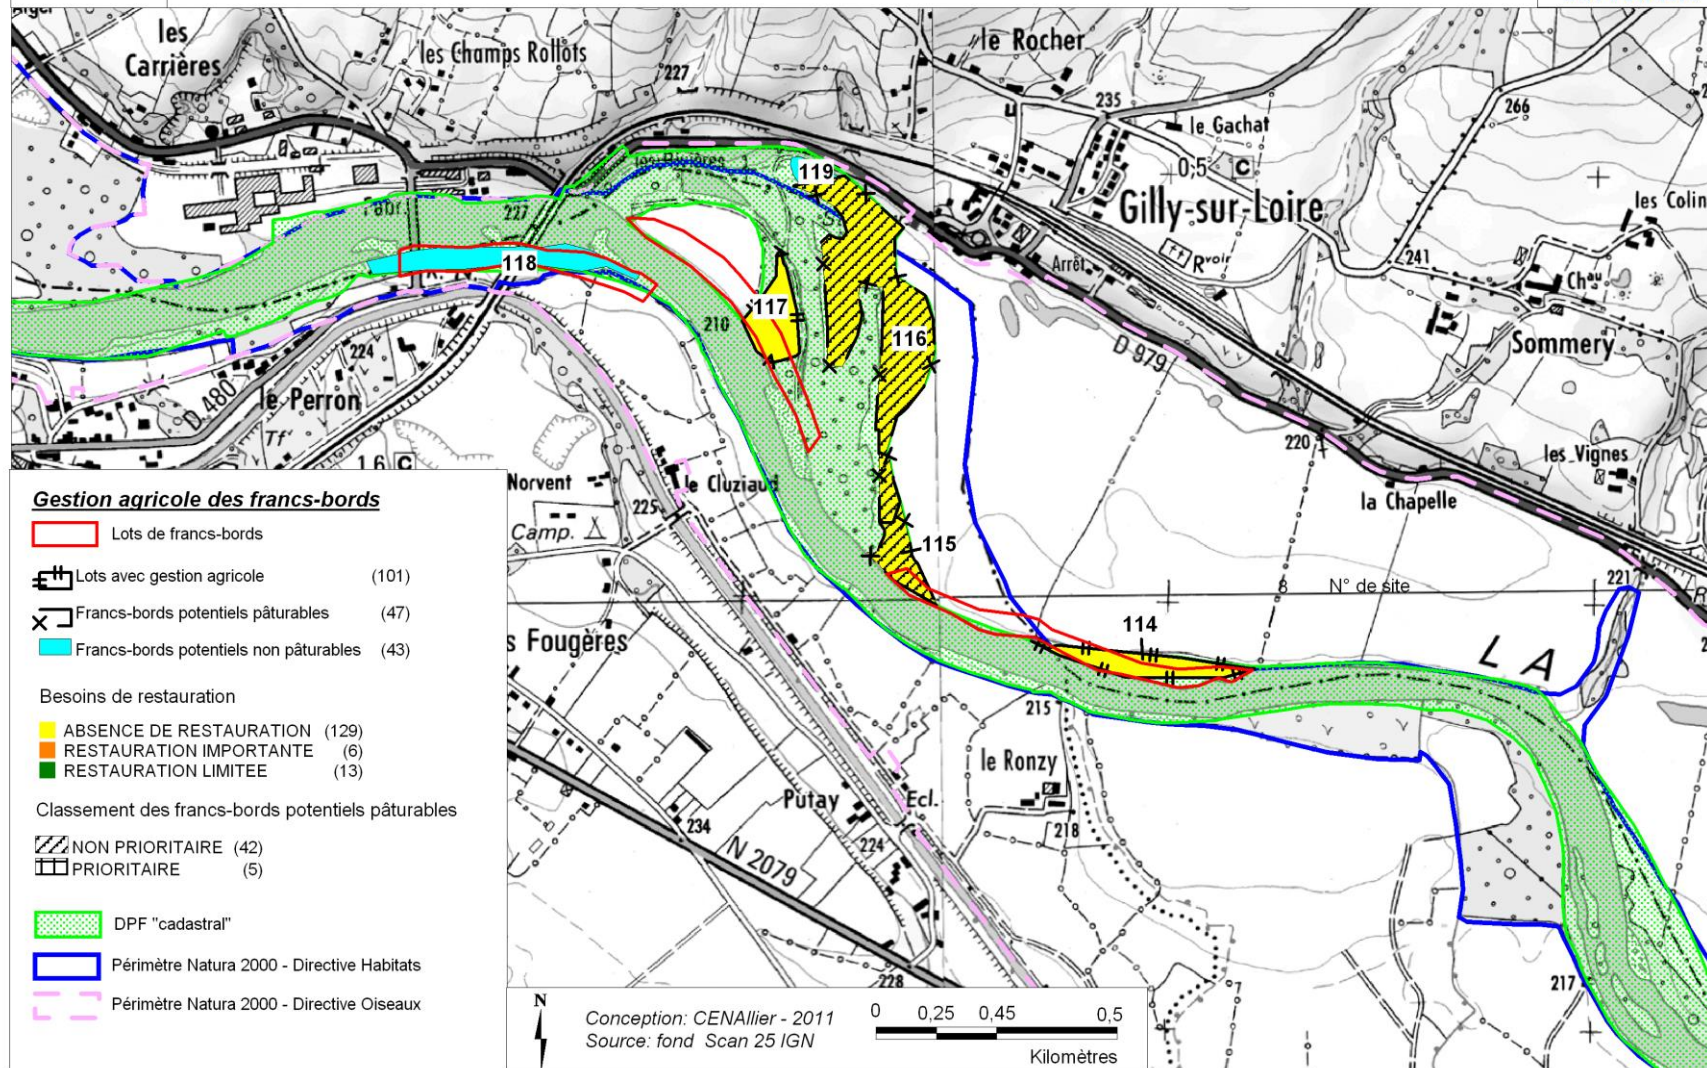 les
Carrières
les Champs Rollots
227
le Rocher
235
le Gachat
0,5 C
266
les Colin
119
Gilly-sur-Loire
Fabr.
227
118
Arrêt
Rvoir
241
Chau
Sommery
117
210
116
D 979
224
D 480
le Perron
Tf
1,6 C
220
les Vignes
la Chapelle
Norvent
le Cluziaud
225
Camp.
115
221
8
N° de site
114
s Fougères
L A
215
le Ronzy
Putay
Ecl.
218
234
224
N 2079
228
217
7
Gestion agricole des francs-bords
Lots de francs-bords
Lots avec gestion agricole (101)
Francs-bords potentiels pâturables (47)
Francs-bords potentiels non pâturables (43)
Besoins de restauration
ABSENCE DE RESTAURATION (129)
RESTAURATION IMPORTANTE (6)
RESTAURATION LIMITEE (13)
Classement des francs-bords potentiels pâturables
NON PRIORITAIRE (42)
PRIORITAIRE (5)
DPF "cadastral"
Périmètre Natura 2000 - Directive Habitats
Périmètre Natura 2000 - Directive Oiseaux
N
Conception: CENAllier - 2011
Source: fond Scan 25 IGN
0 0,25 0,45 0,5
Kilomètres